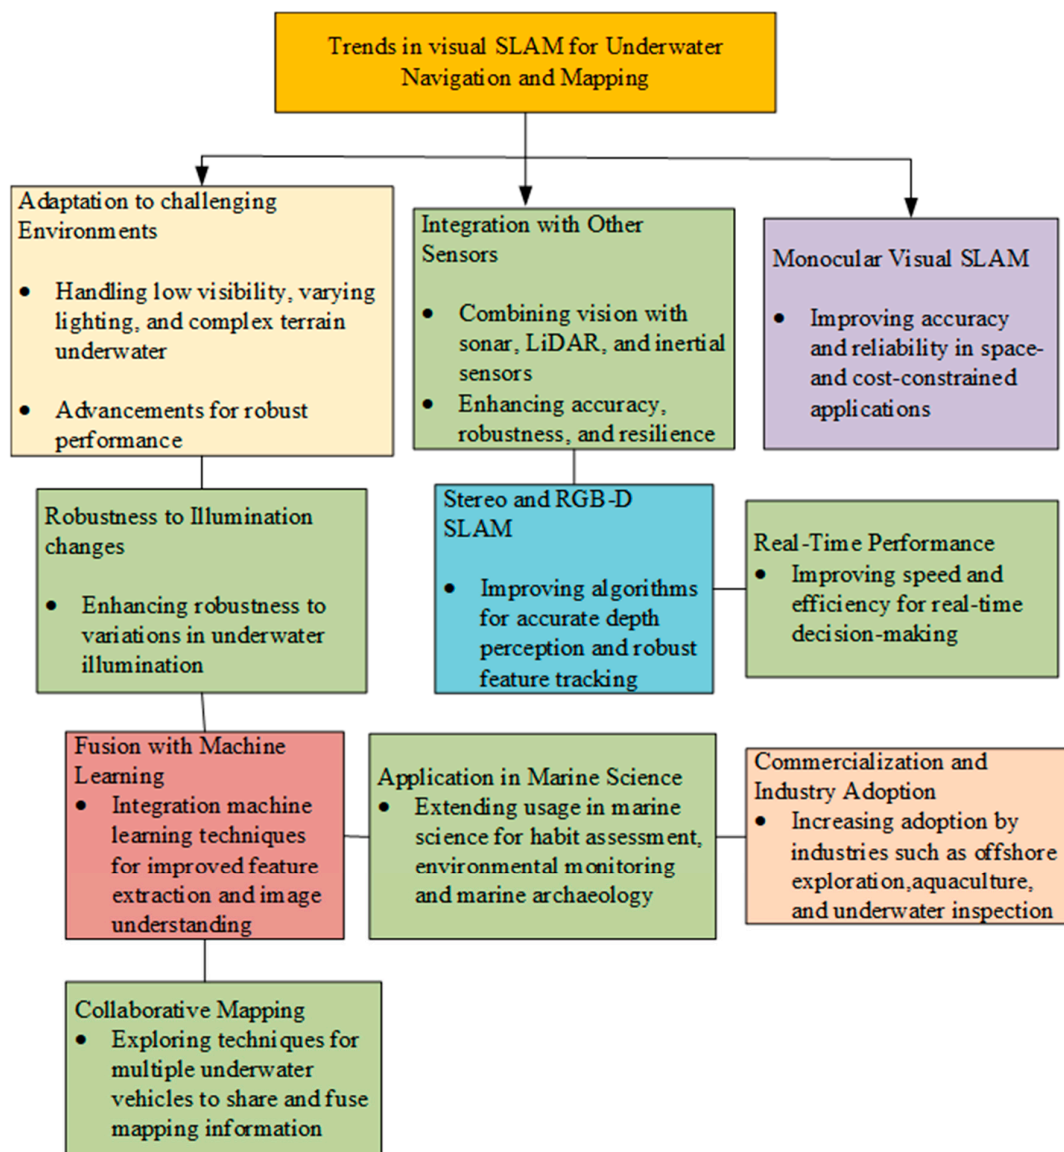 Trends in visual SLAM for Underwater
Navigation and Mapping
Adaptation to challenging
Environments
• Handling low visibility, varying
lighting, and complex terrain
underwater
• Advancements for robust
performance
Integration with Other
Sensors
• Combining vision with
sonar, LiDAR, and inertial
sensors
• Enhancing accuracy,
robustness, and resilience
Monocular Visual SLAM
• Improving accuracy
and reliability in space-
and cost-constrained
applications
Robustness to Illumination
changes
• Enhancing robustness to
variations in underwater
illumination
Stereo and RGB-D
SLAM
• Improving algorithms
for accurate depth
perception and robust
feature tracking
Real-Time Performance
• Improving speed and
efficiency for real-time
decision-making
Fusion with Machine
Learning
• Integration machine
learning techniques
for improved feature
extraction and image
understanding
Application in Marine Science
• Extending usage in marine
science for habit assessment,
environmental monitoring
and marine archaeology
Commercialization and
Industry Adoption
• Increasing adoption by
industries such as offshore
exploration,aquaculture,
and underwater inspection
Collaborative Mapping
• Exploring techniques for
multiple underwater
vehicles to share and fuse
mapping information